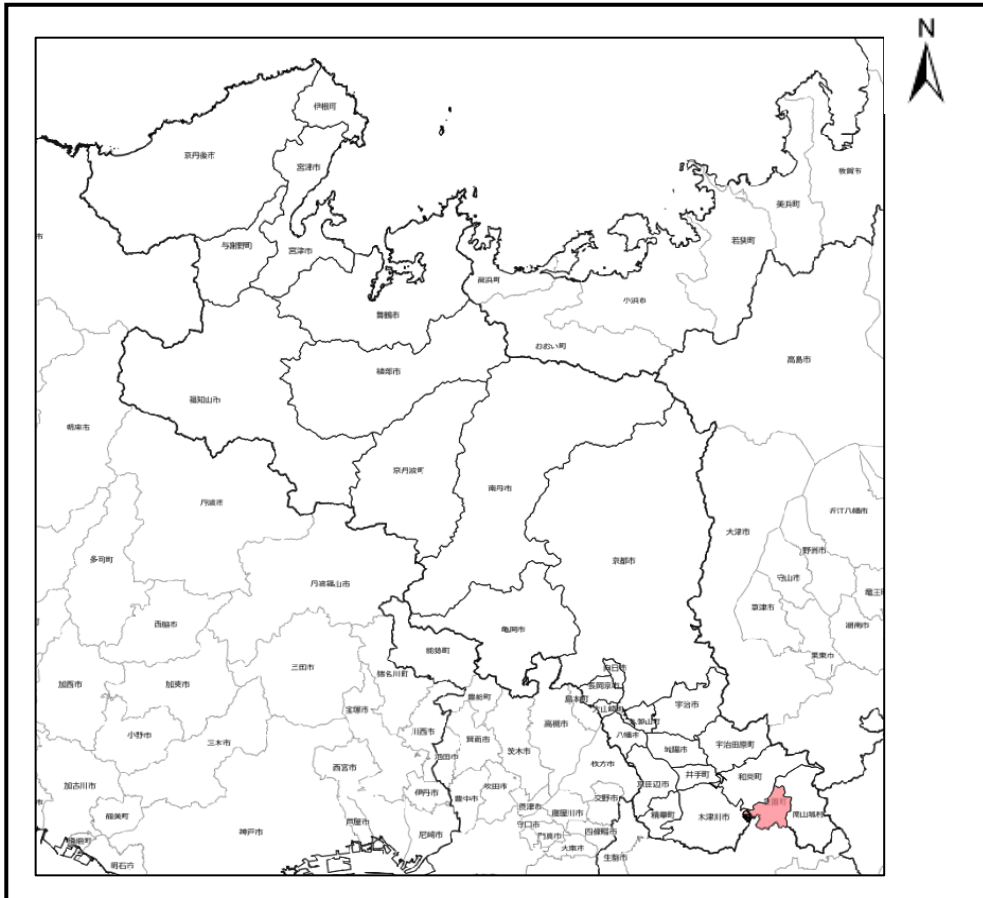 N
伊根町
京丹後市
宮津市
敦賀市
美浜町
若狭町
与謝野町
宮津市
高浜町
小浜市
舞鶴市
おおい町
高島市
綾部市
福知山市
朝来市
京丹波町
南丹市
丹波市
近江八幡市
大津市
野洲市
多可町
京都市
守山市
丹波篠山市
草津市
竜王町
西脇市
湖南市
亀岡市
能勢町
栗東市
三田市
猪名川町
向日市
加西市
加東市
長岡京市
豊能町
島本町
宇治市
宝塚市
大山崎町
久御山町
小野市
三木市
川西市
箕面市
高槻市
八幡市
茨木市
城陽市
宇治田原町
池田市
西宮市
枚方市
井手町
和束町
加古川市
京田辺市
伊丹市
豊中市
吹田市
交野市
稲美町
摂津市
寝屋川市
精華町
木津川市
笠置町
南山城村
芦屋市
守口市
神戸市
尼崎市
門真市
四條畷市
播磨町
大東市
明石市
生駒市